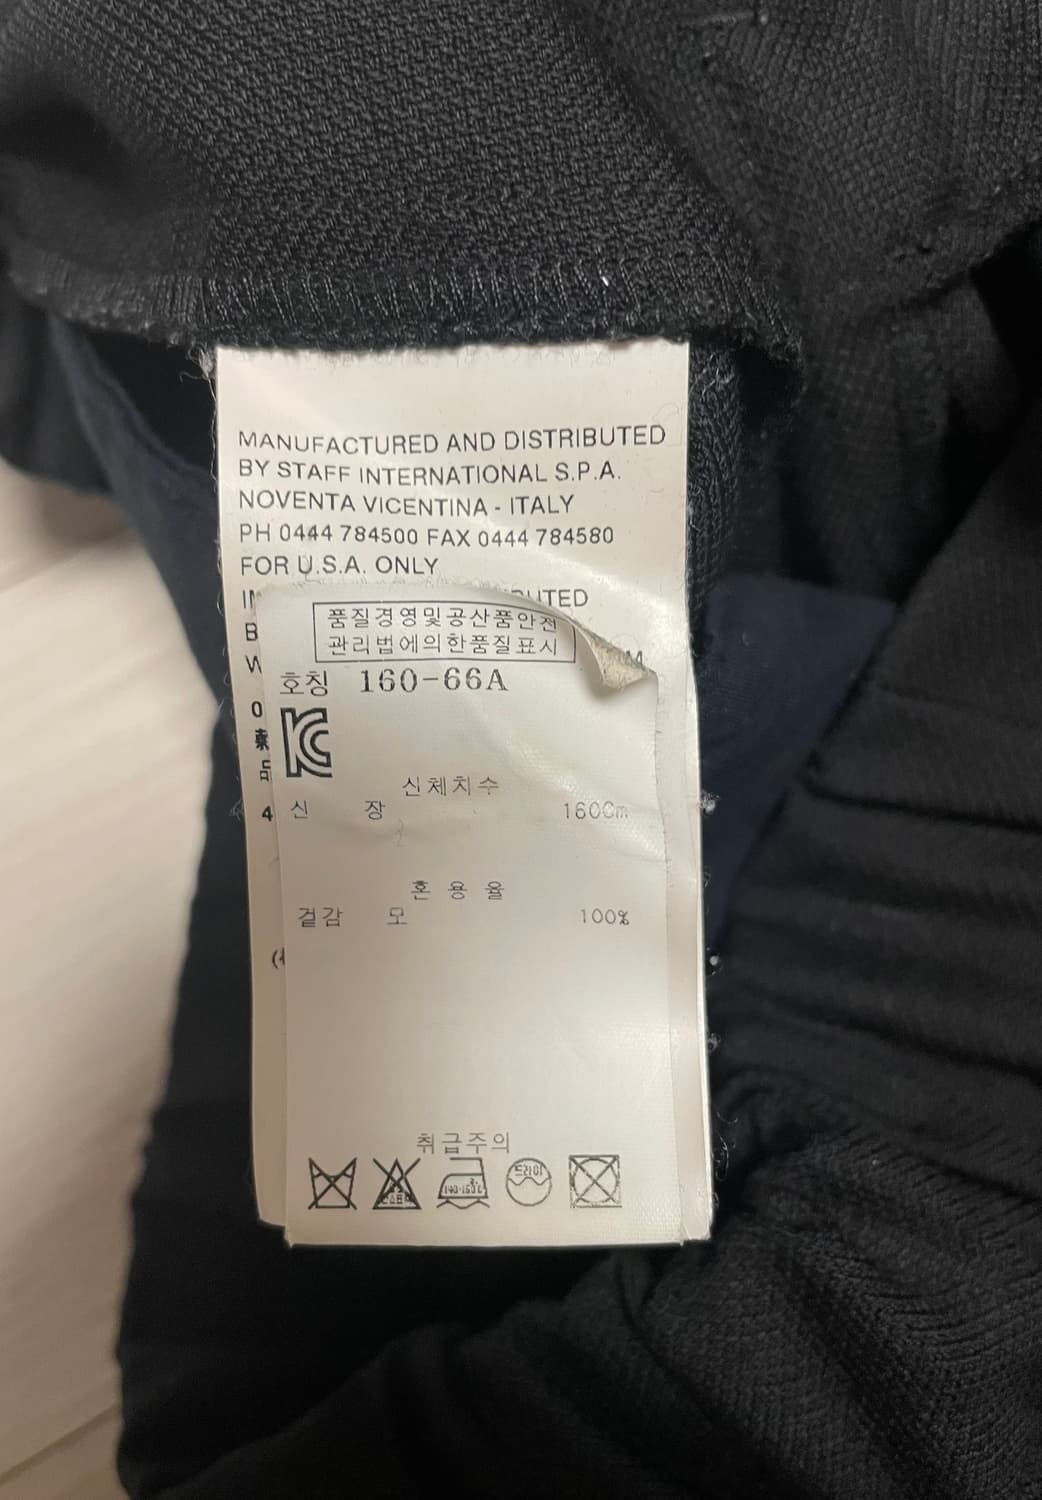 MANUFACTURED AND DISTRIBUTED
BY STAFF INTERNATIONAL S.P.A.
NOVENTA VICENTINA - ITALY
PH 0444 784500 FAX 0444 784580
FOR U.S.A. ONLY
품질경영및공산품안전
관리법에의한품질표시
호칭 160-66A
신체치수
신 장 160Cm
혼 용 율
겉감 모 100%
취급주의
드라이